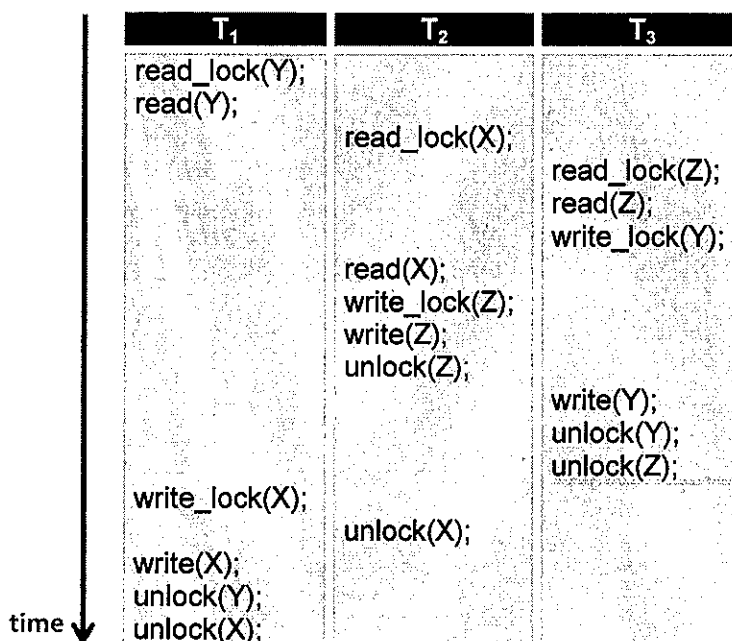 T₁ T₂ T₃
read_lock(Y);
read(Y);
read_lock(X);
read_lock(Z);
read(Z);
write_lock(Y);
read(X);
write_lock(Z);
write(Z);
unlock(Z);
write(Y);
unlock(Y);
unlock(Z);
write_lock(X);
unlock(X);
write(X);
unlock(Y);
time unlock(X);